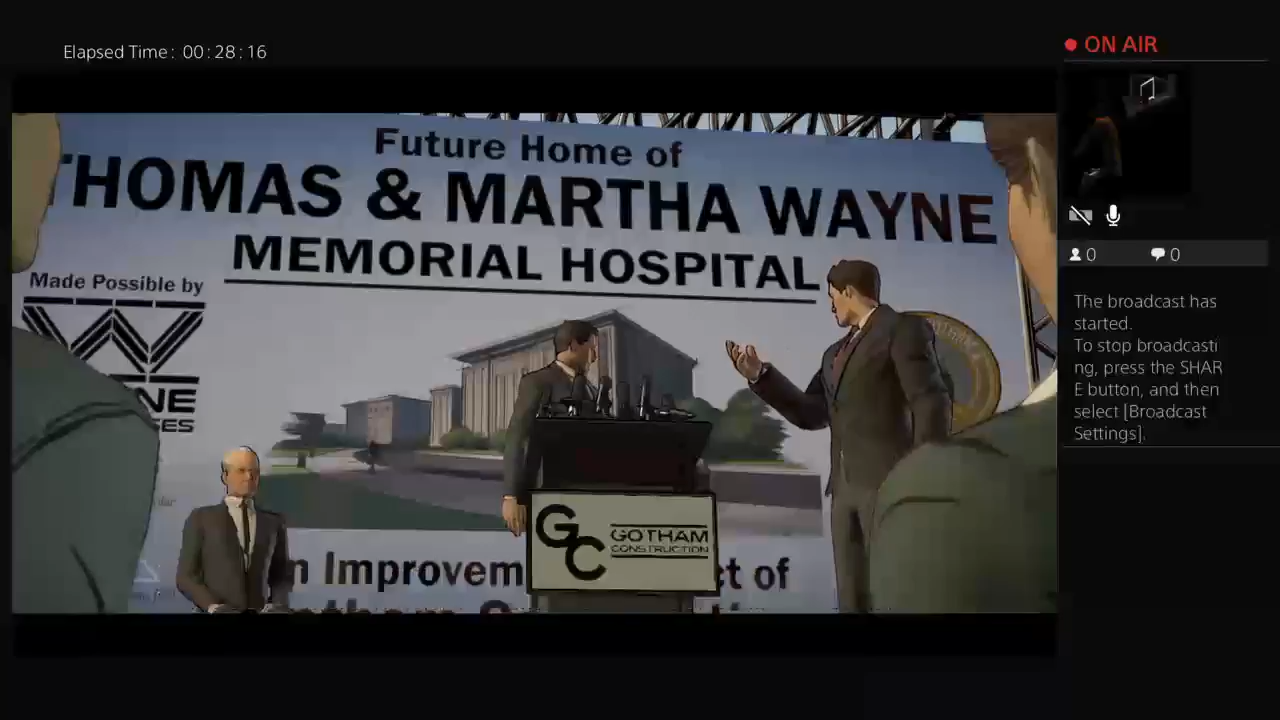 Elapsed Time: 00:28:16
ON AIR
Future Home of
THOMAS & MARTHA WAYNE
MEMORIAL HOSPITAL
Made Possible by
0
0
The broadcast has
started.
To stop broadcasti
ng, press the SHAR
E button, and then
select [Broadcast
Settings].
GC GOTHAM
CONSTRUCTION
n Improvem ct of